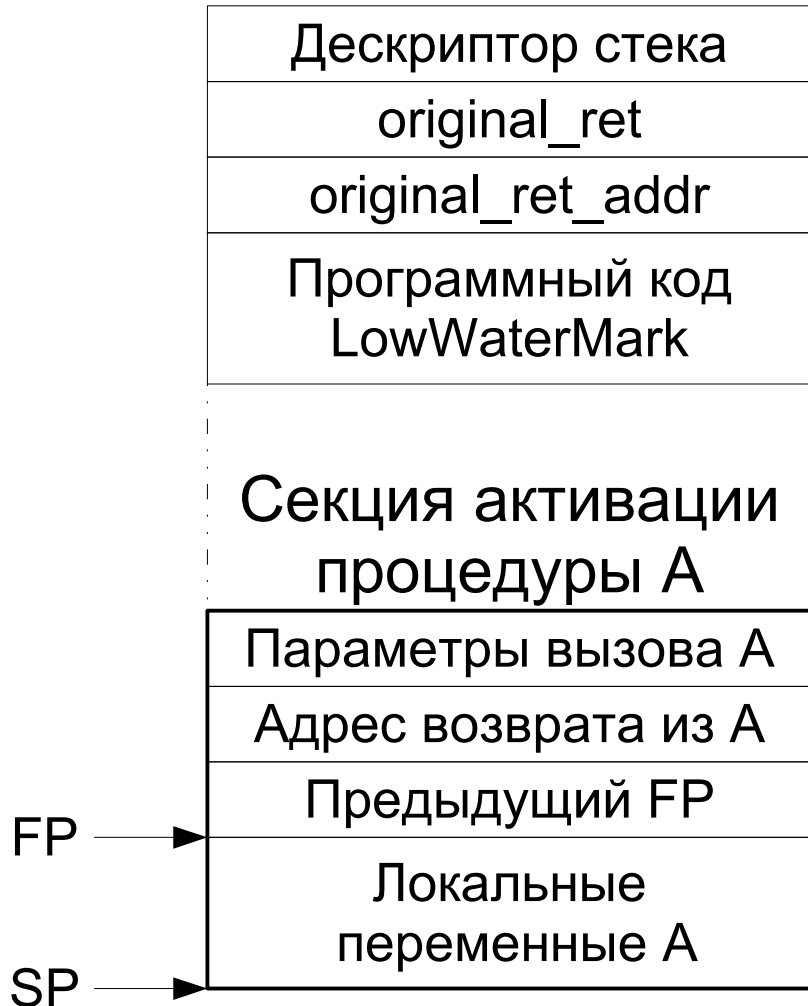 Дескриптор стека
original_ret
original_ret_addr
Программный код
LowWaterMark
Секция активации
процедуры А
Параметры вызова А
Адрес возврата из А
Предыдущий FP
FP
Локальные
переменные А
SP